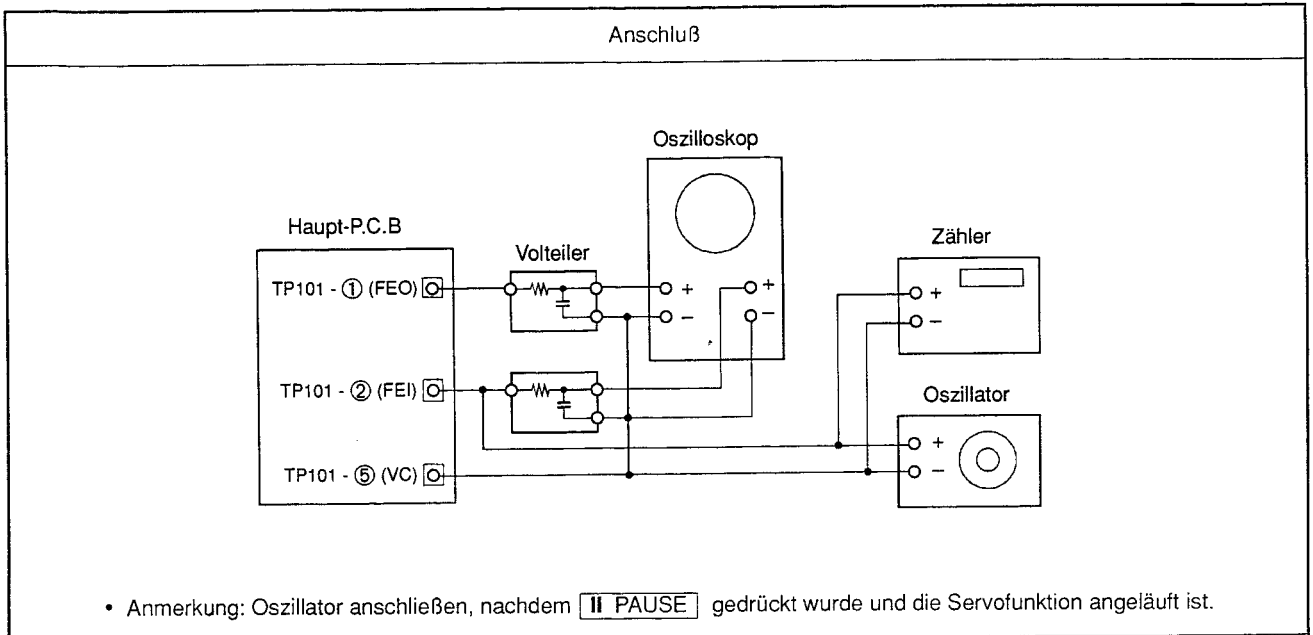 Anschluß
Oszilloskop
Haupt-P.C.B
Volteiler
Zähler
TP101 - ① (FEO)
+ +
− −
+
−
TP101 - ② (FEI)
Oszillator
+
−
TP101 - ⑤ (VC)
• Anmerkung: Oszillator anschließen, nachdem II PAUSE gedrückt wurde und die Servofunktion angeläuft ist.